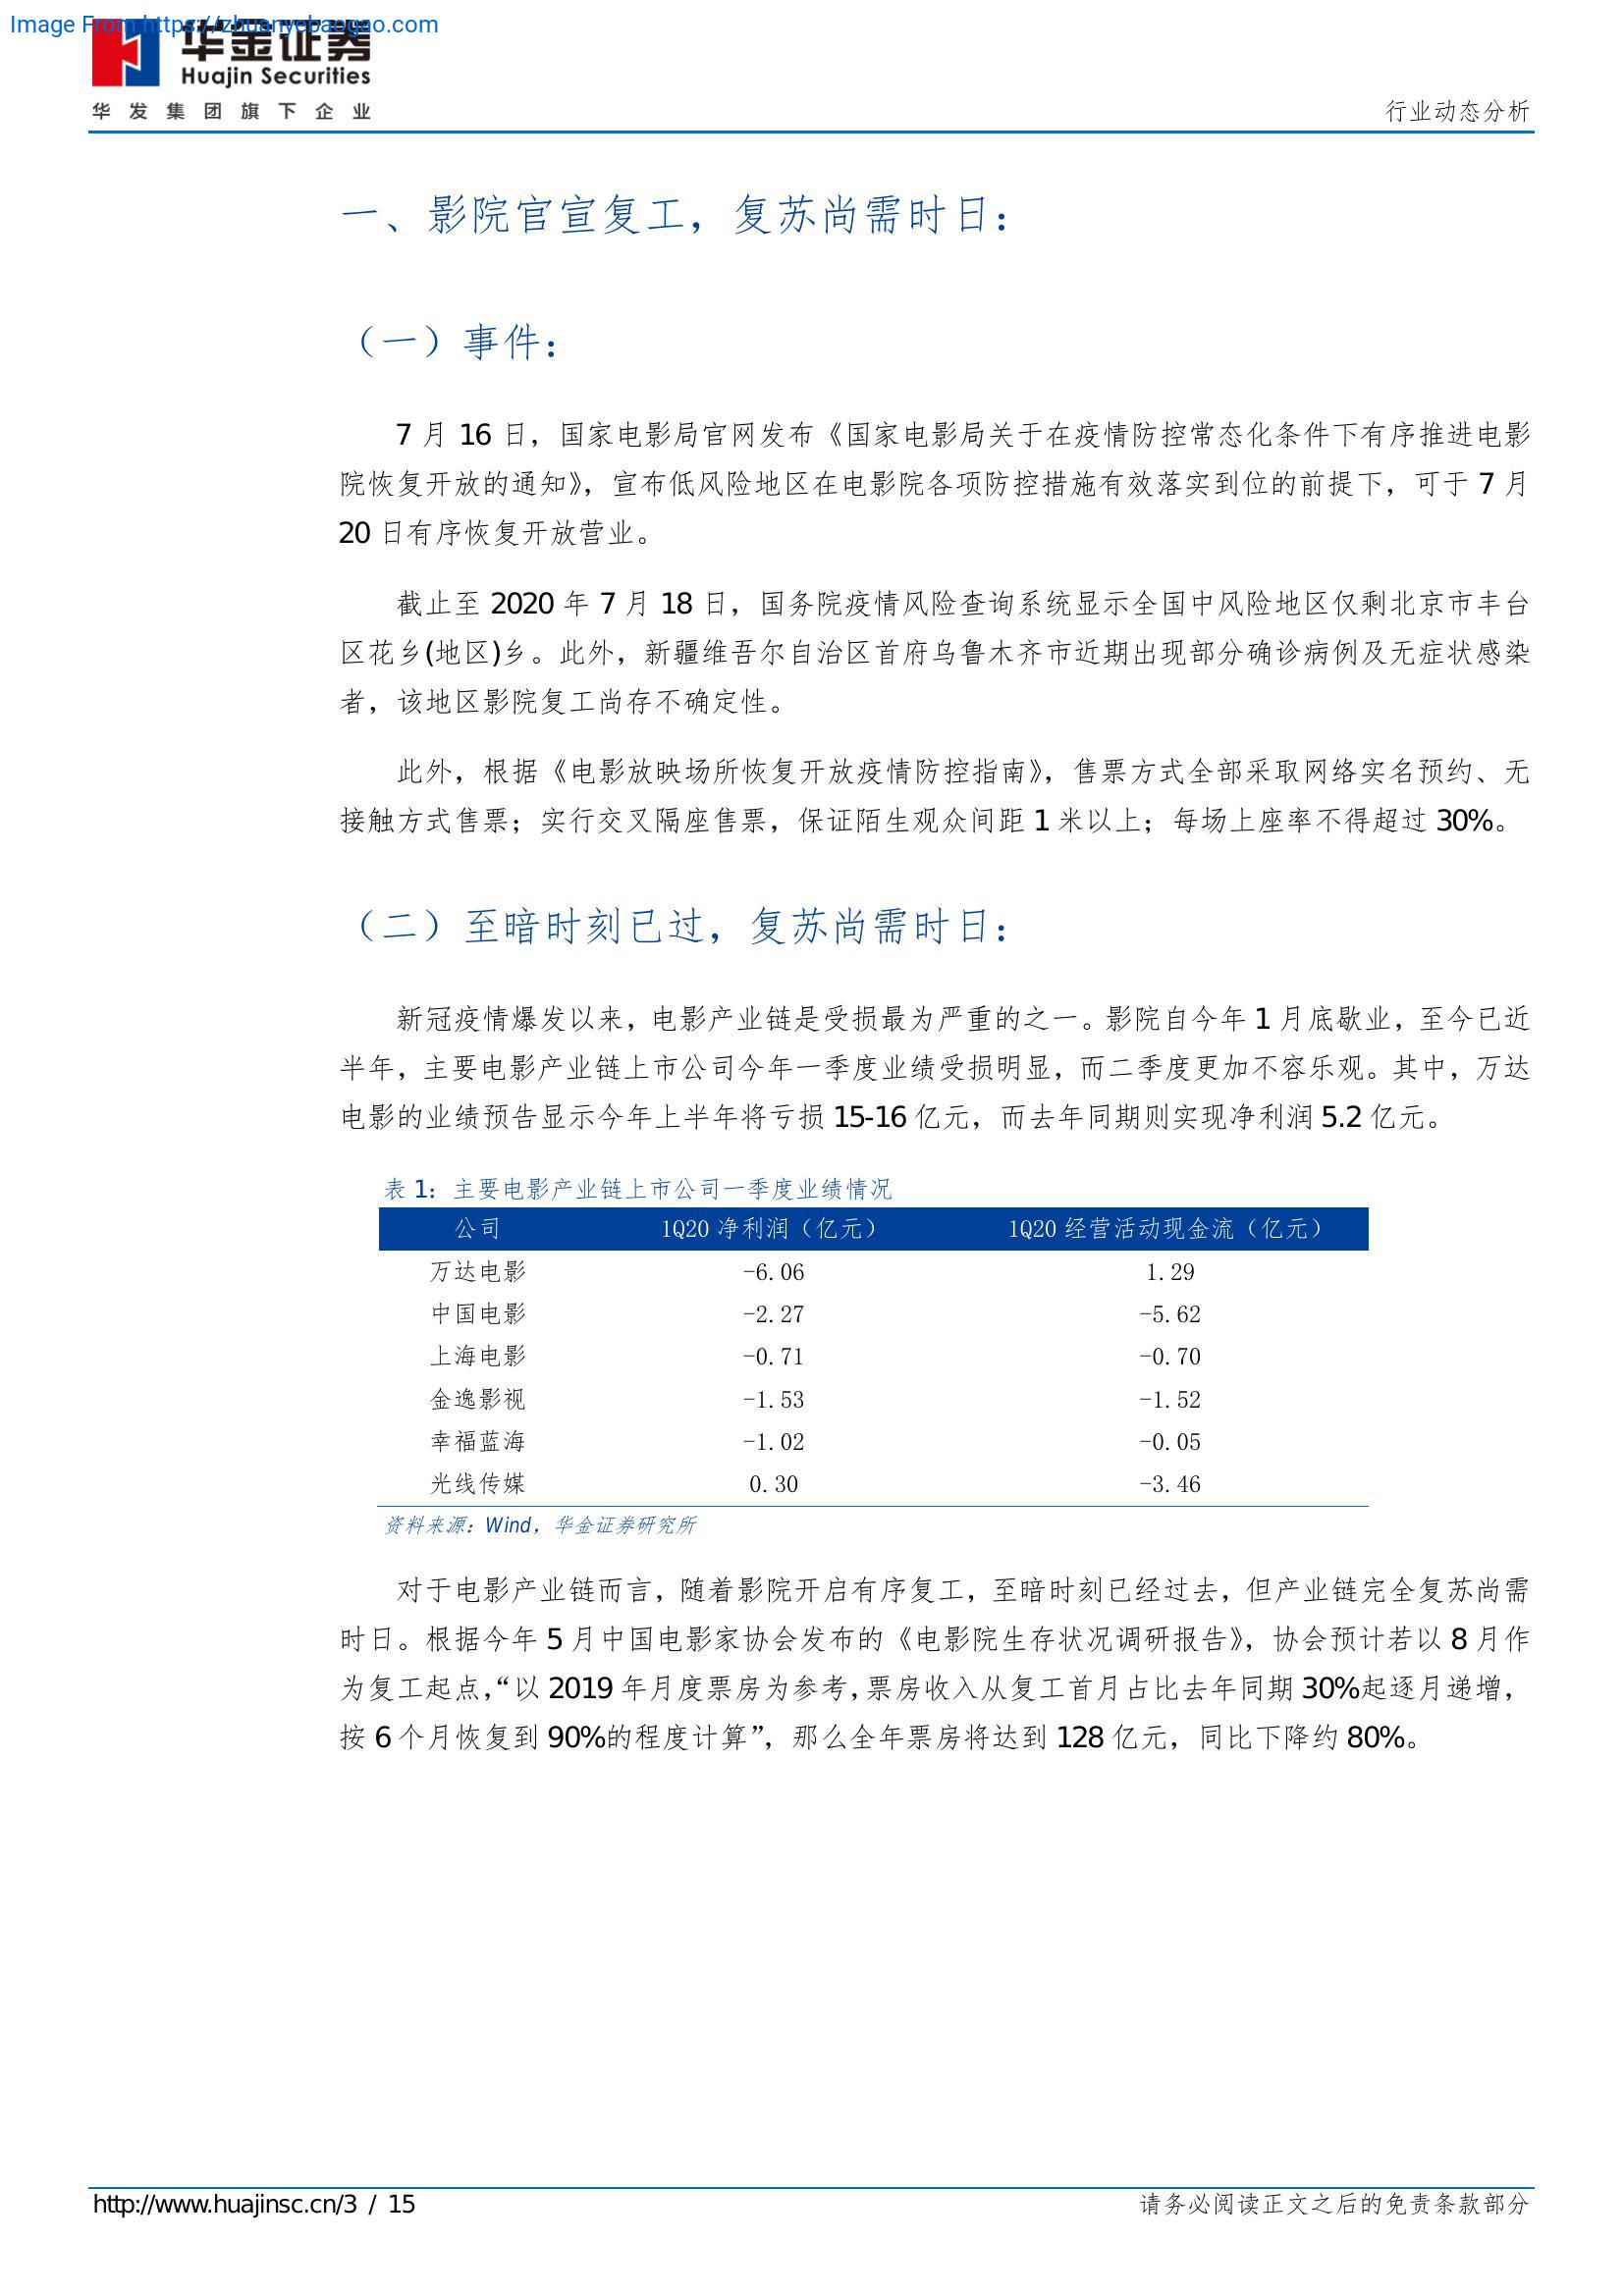 Image From https://zhuanyebaogao.com
华金证券
Huajin Securities
华发集团旗下企业
行业动态分析
一、影院官宣复工，复苏尚需时日：
（一）事件：
7 月 16 日，国家电影局官网发布《国家电影局关于在疫情防控常态化条件下有序推进电影
院恢复开放的通知》，宣布低风险地区在电影院各项防控措施有效落实到位的前提下，可于 7 月
20 日有序恢复开放营业。
截止至 2020 年 7 月 18 日，国务院疫情风险查询系统显示全国中风险地区仅剩北京市丰台
区花乡(地区)乡。此外，新疆维吾尔自治区首府乌鲁木齐市近期出现部分确诊病例及无症状感染
者，该地区影院复工尚存不确定性。
此外，根据《电影放映场所恢复开放疫情防控指南》，售票方式全部采取网络实名预约、无
接触方式售票；实行交叉隔座售票，保证陌生观众间距 1 米以上；每场上座率不得超过 30%。
（二）至暗时刻已过，复苏尚需时日：
新冠疫情爆发以来，电影产业链是受损最为严重的之一。影院自今年 1 月底歇业，至今已近
半年，主要电影产业链上市公司今年一季度业绩受损明显，而二季度更加不容乐观。其中，万达
电影的业绩预告显示今年上半年将亏损 15-16 亿元，而去年同期则实现净利润 5.2 亿元。
表 1：主要电影产业链上市公司一季度业绩情况
公司 1Q20 净利润（亿元） 1Q20 经营活动现金流（亿元）
万达电影 -6.06 1.29
中国电影 -2.27 -5.62
上海电影 -0.71 -0.70
金逸影视 -1.53 -1.52
幸福蓝海 -1.02 -0.05
光线传媒 0.30 -3.46
资料来源：Wind，华金证券研究所
对于电影产业链而言，随着影院开启有序复工，至暗时刻已经过去，但产业链完全复苏尚需
时日。根据今年 5 月中国电影家协会发布的《电影院生存状况调研报告》，协会预计若以 8 月作
为复工起点，“以 2019 年月度票房为参考，票房收入从复工首月占比去年同期 30%起逐月递增，
按 6 个月恢复到 90%的程度计算”，那么全年票房将达到 128 亿元，同比下降约 80%。
http://www.huajinsc.cn/3 / 15
请务必阅读正文之后的免责条款部分